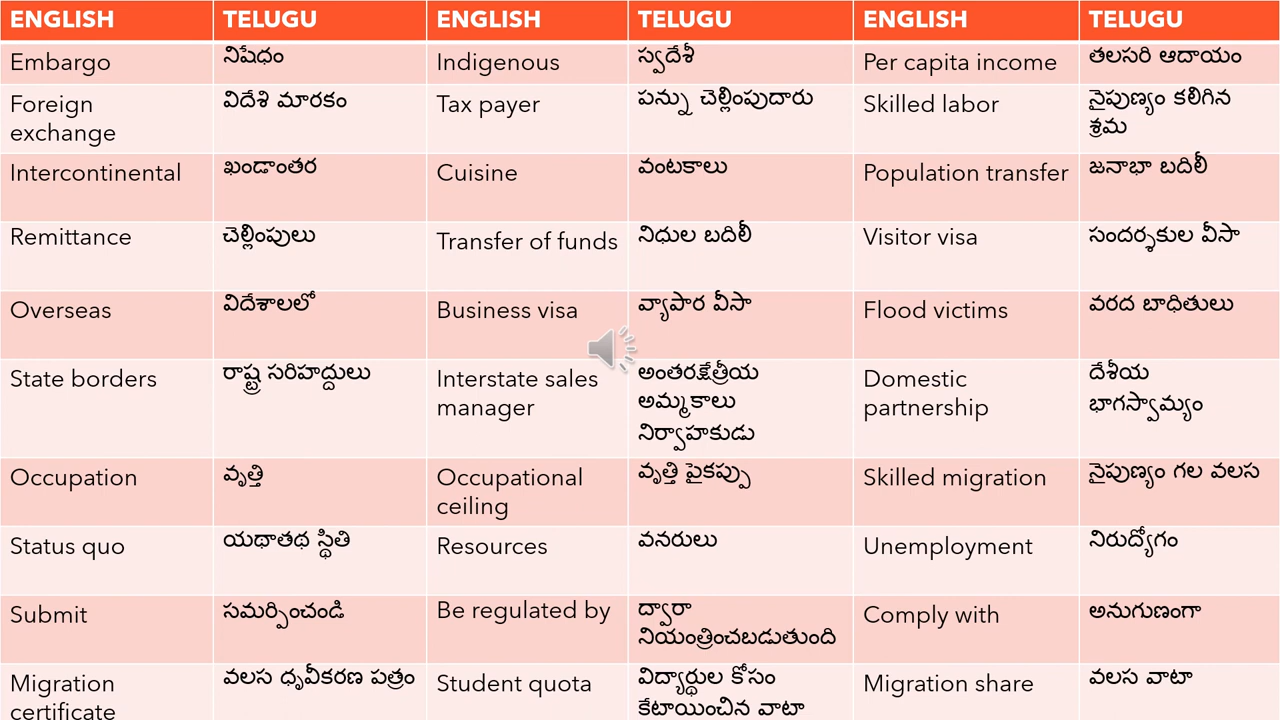 ENGLISH TELUGU ENGLISH TELUGU ENGLISH TELUGU
Embargo నిషేధం Indigenous స్వదేశీ Per capita income తలసరి ఆదాయం
Foreign exchange విదేశి మారకం Tax payer పన్ను చెల్లింపుదారు Skilled labor నైపుణ్యం కలిగిన శ్రమ
Intercontinental ఖండాంతర Cuisine వంటకాలు Population transfer జనాభా బదిలీ
Remittance చెల్లింపులు Transfer of funds నిధుల బదిలీ Visitor visa సందర్శకుల వీసా
Overseas విదేశాలలో Business visa వ్యాపార వీసా Flood victims వరద బాధితులు
State borders రాష్ట్ర సరిహద్దులు Interstate sales manager అంతరక్షేత్రీయ అమ్మకాలు నిర్వాహకుడు Domestic partnership దేశీయ భాగస్వామ్యం
Occupation వృత్తి Occupational ceiling వృత్తి పైకప్పు Skilled migration నైపుణ్యం గల వలస
Status quo యథాతథ స్థితి Resources వనరులు Unemployment నిరుద్యోగం
Submit సమర్పించండి Be regulated by ద్వారా నియంత్రించబడుతుంది Comply with అనుగుణంగా
Migration certificate వలస ధృవీకరణ పత్రం Student quota విద్యార్థుల కోసం కేటాయించిన వాటా Migration share వలస వాటా